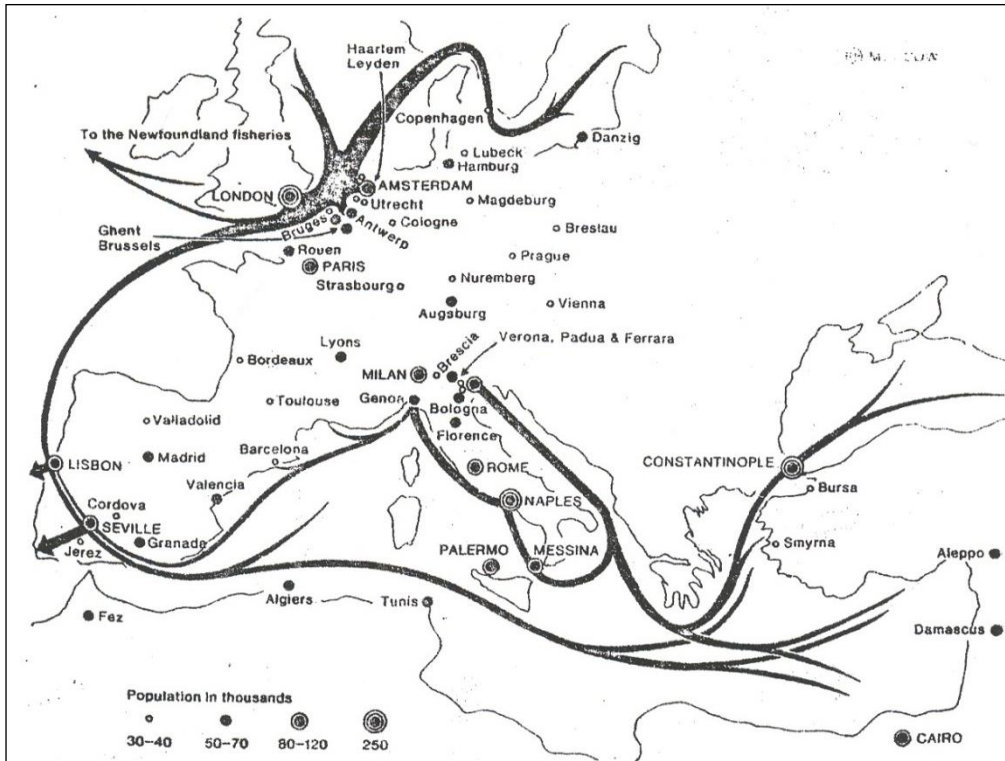 Haartem
Leyden
Copenhagen
Danzig
To the Newfoundland fisheries
Lubeck
Hamburg
AMSTERDAM
LONDON
Utrecht
Magdeburg
Cologne
Bruges
Antwerp
Ghent
Brussels
Breslau
Rouen
PARIS
Prague
Strasbourg
Nuremberg
Augsburg
Vienna
Lyons
Brescia
Verona, Padua & Ferrara
Bordeaux
MILAN
Genoa
Bologna
Toulouse
Florence
Valladolid
Barcelona
Madrid
LISBON
ROME
CONSTANTINOPLE
Valencia
Bursa
Cordova
NAPLES
SEVILLE
Jerez
Granada
PALERMO
MESSINA
Smyrna
Aleppo
Algiers
Tunis
Fez
Damascus
Population in thousands
30–40 50–70 80–120 250
CAIRO